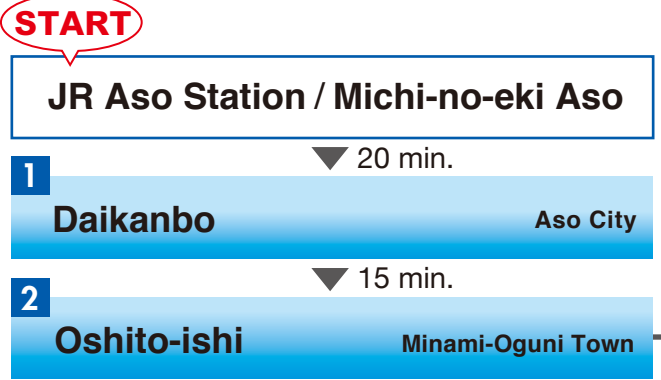 START
JR Aso Station / Michi-no-eki Aso
20 min.
1
Daikanbo Aso City
15 min.
2
Oshito-ishi Minami-Oguni Town